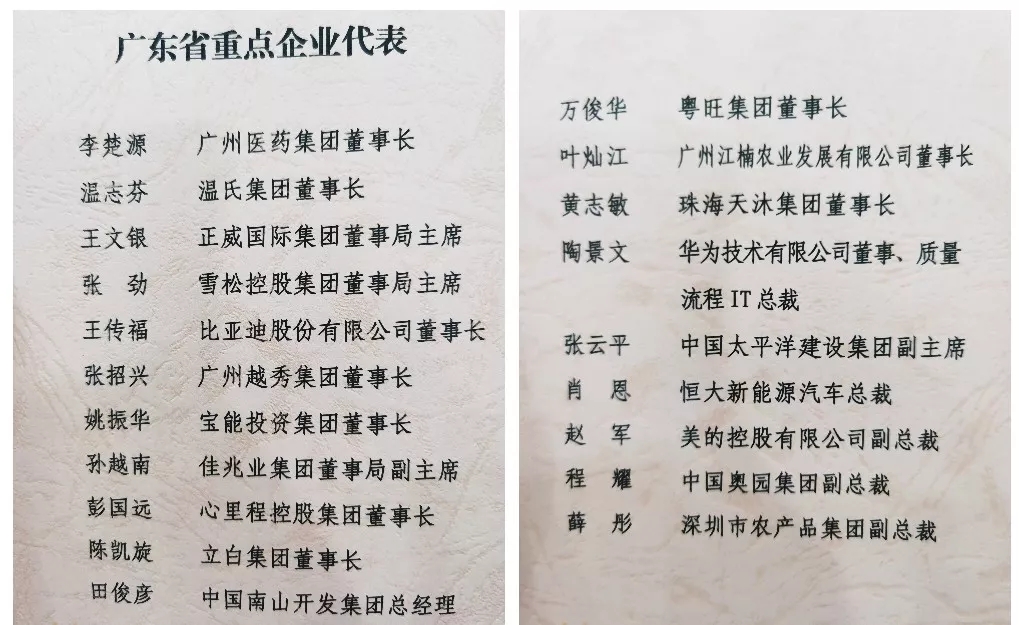 广东省重点企业代表
李楚源 广州医药集团董事长
温志芬 温氏集团董事长
王文银 正威国际集团董事局主席
张 劲 雪松控股集团董事局主席
王传福 比亚迪股份有限公司董事长
张招兴 广州越秀集团董事长
姚振华 宝能投资集团董事长
孙越南 佳兆业集团董事局副主席
彭国远 心里程控股集团董事长
陈凯旋 立白集团董事长
田俊彦 中国南山开发集团总经理
万俊华 粤旺集团董事长
叶灿江 广州江楠农业发展有限公司董事长
黄志敏 珠海天沐集团董事长
陶景文 华为技术有限公司董事、质量
流程IT总裁
张云平 中国太平洋建设集团副主席
肖 恩 恒大新能源汽车总裁
赵 军 美的控股有限公司副总裁
程 耀 中国奥园集团副总裁
薛 彤 深圳市农产品集团副总裁